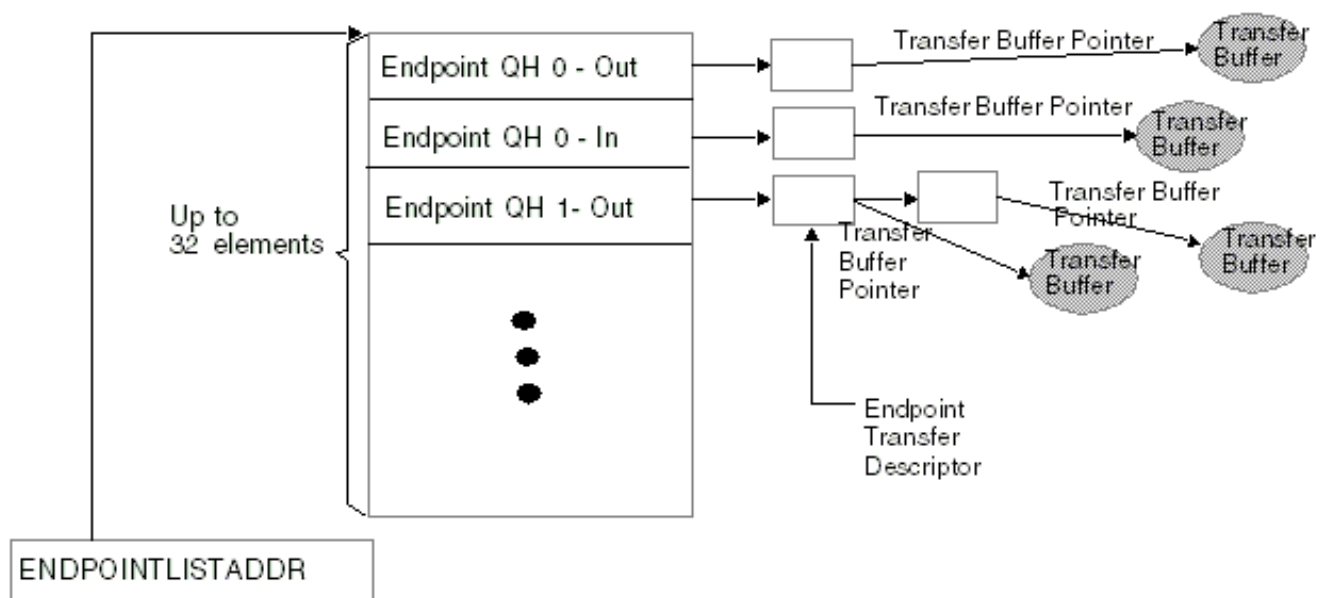 Endpoint QH 0 - Out
Transfer Buffer Pointer
Transfer
Buffer
Endpoint QH 0 - In
Transfer Buffer Pointer
Transfer
Buffer
Endpoint QH 1- Out
Transfer Buffer
Pointer
Transfer
Buffer
Transfer
Buffer
Pointer
Transfer
Buffer
Up to
32 elements
Endpoint
Transfer
Descriptor
ENDPOINTLISTADDR